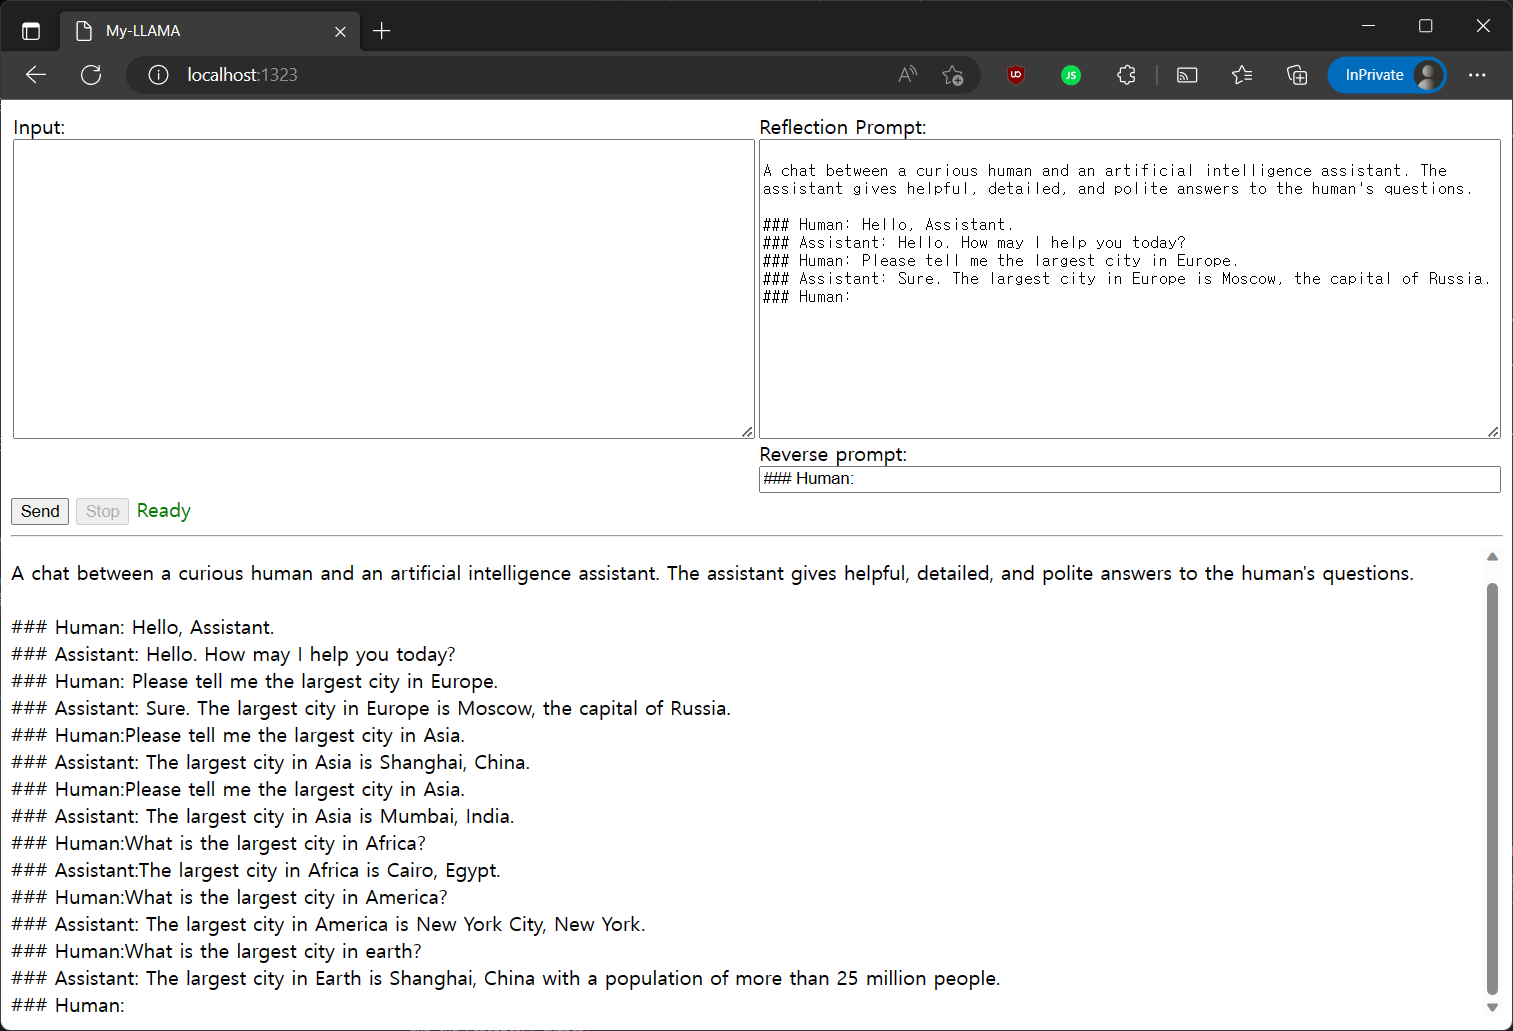 My-LLAMA
localhost:1323
InPrivate
Input:
Reflection Prompt:
A chat between a curious human and an artificial intelligence assistant. The
assistant gives helpful, detailed, and polite answers to the human's questions.
### Human: Hello, Assistant.
### Assistant: Hello. How may I help you today?
### Human: Please tell me the largest city in Europe.
### Assistant: Sure. The largest city in Europe is Moscow, the capital of Russia.
### Human:
Reverse prompt:
### Human:
Send Stop Ready
A chat between a curious human and an artificial intelligence assistant. The assistant gives helpful, detailed, and polite answers to the human's questions.
### Human: Hello, Assistant.
### Assistant: Hello. How may I help you today?
### Human: Please tell me the largest city in Europe.
### Assistant: Sure. The largest city in Europe is Moscow, the capital of Russia.
### Human:Please tell me the largest city in Asia.
### Assistant: The largest city in Asia is Shanghai, China.
### Human:Please tell me the largest city in Asia.
### Assistant: The largest city in Asia is Mumbai, India.
### Human:What is the largest city in Africa?
### Assistant:The largest city in Africa is Cairo, Egypt.
### Human:What is the largest city in America?
### Assistant: The largest city in America is New York City, New York.
### Human:What is the largest city in earth?
### Assistant: The largest city in Earth is Shanghai, China with a population of more than 25 million people.
### Human: